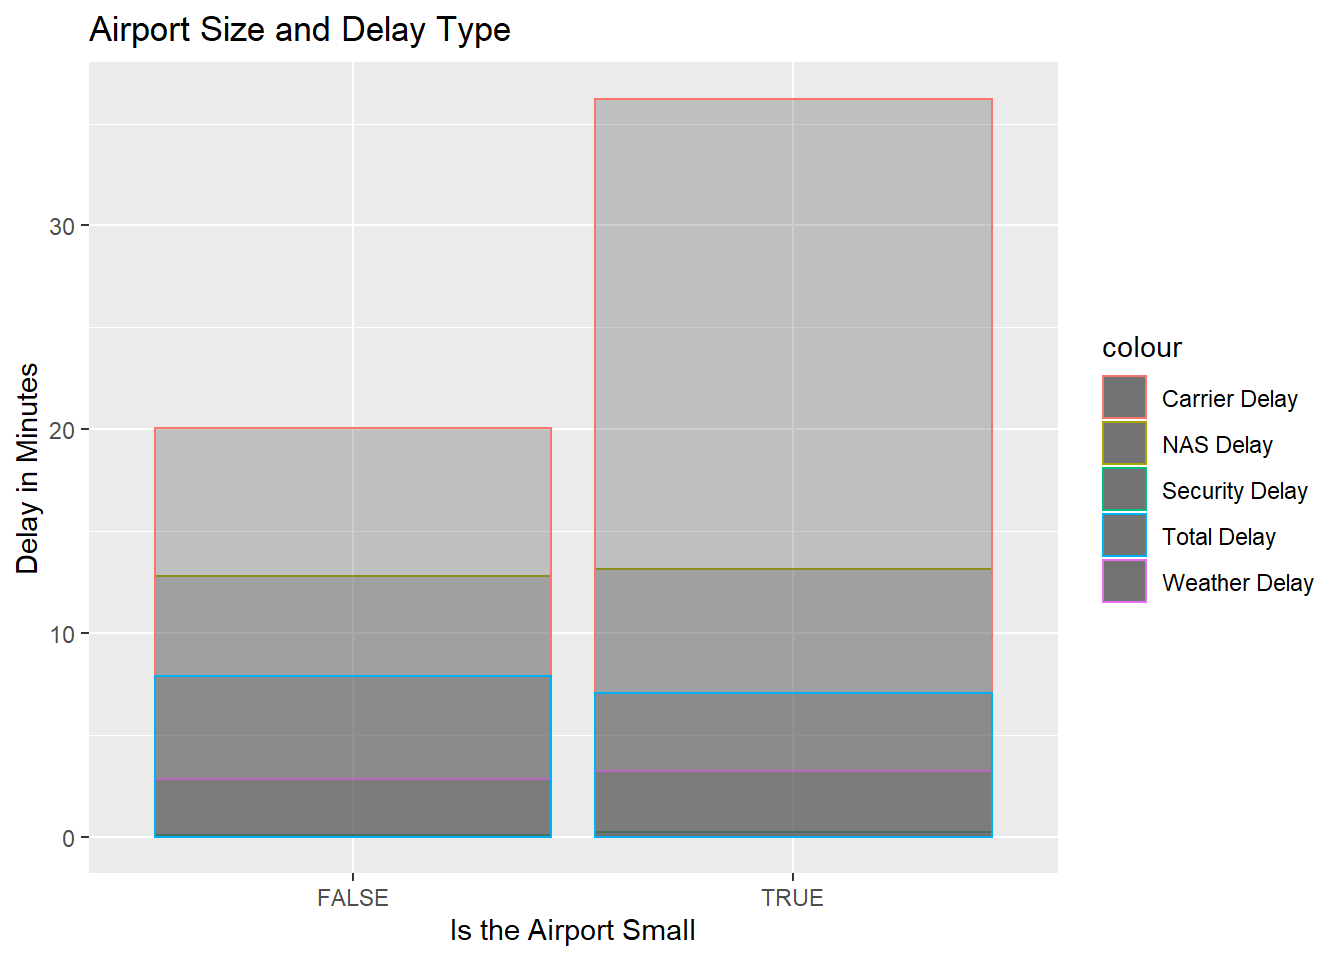 Airport Size and Delay Type
Delay in Minutes
30
20
10
0
FALSE
TRUE
Is the Airport Small
colour
Carrier Delay
NAS Delay
Security Delay
Total Delay
Weather Delay